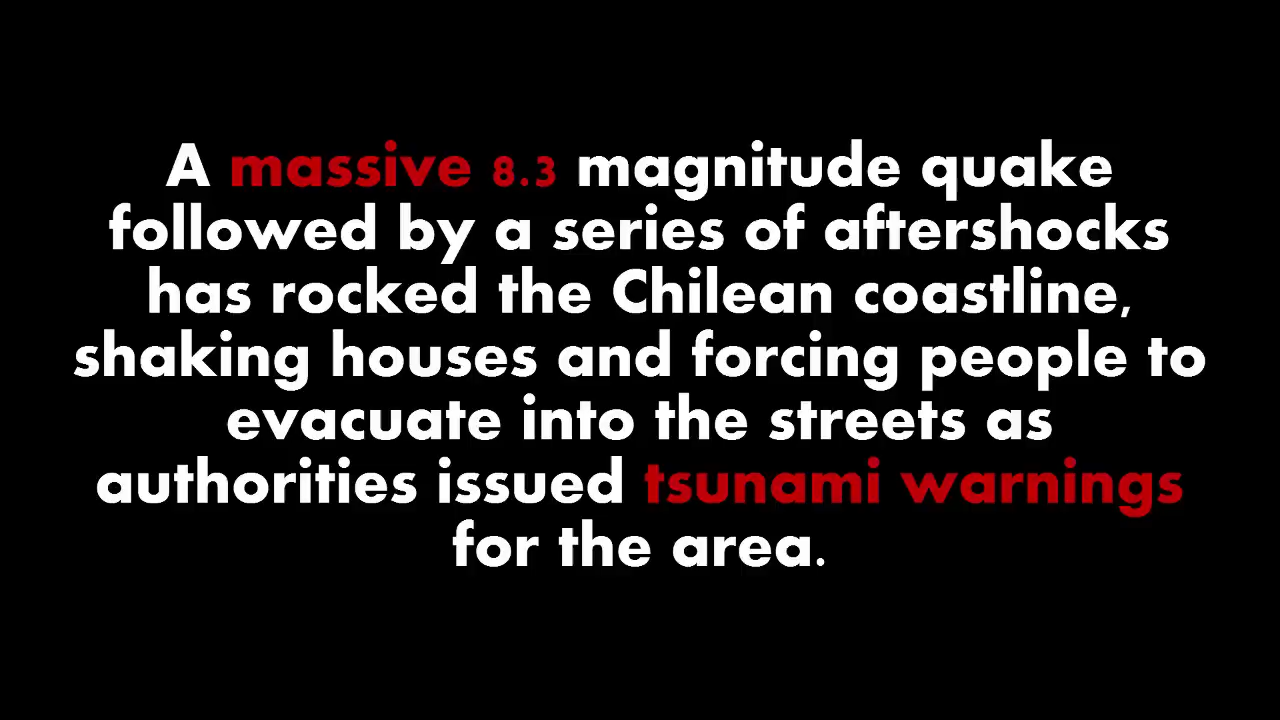 A massive 8.3 magnitude quake
followed by a series of aftershocks
has rocked the Chilean coastline,
shaking houses and forcing people to
evacuate into the streets as
authorities issued tsunami warnings
for the area.